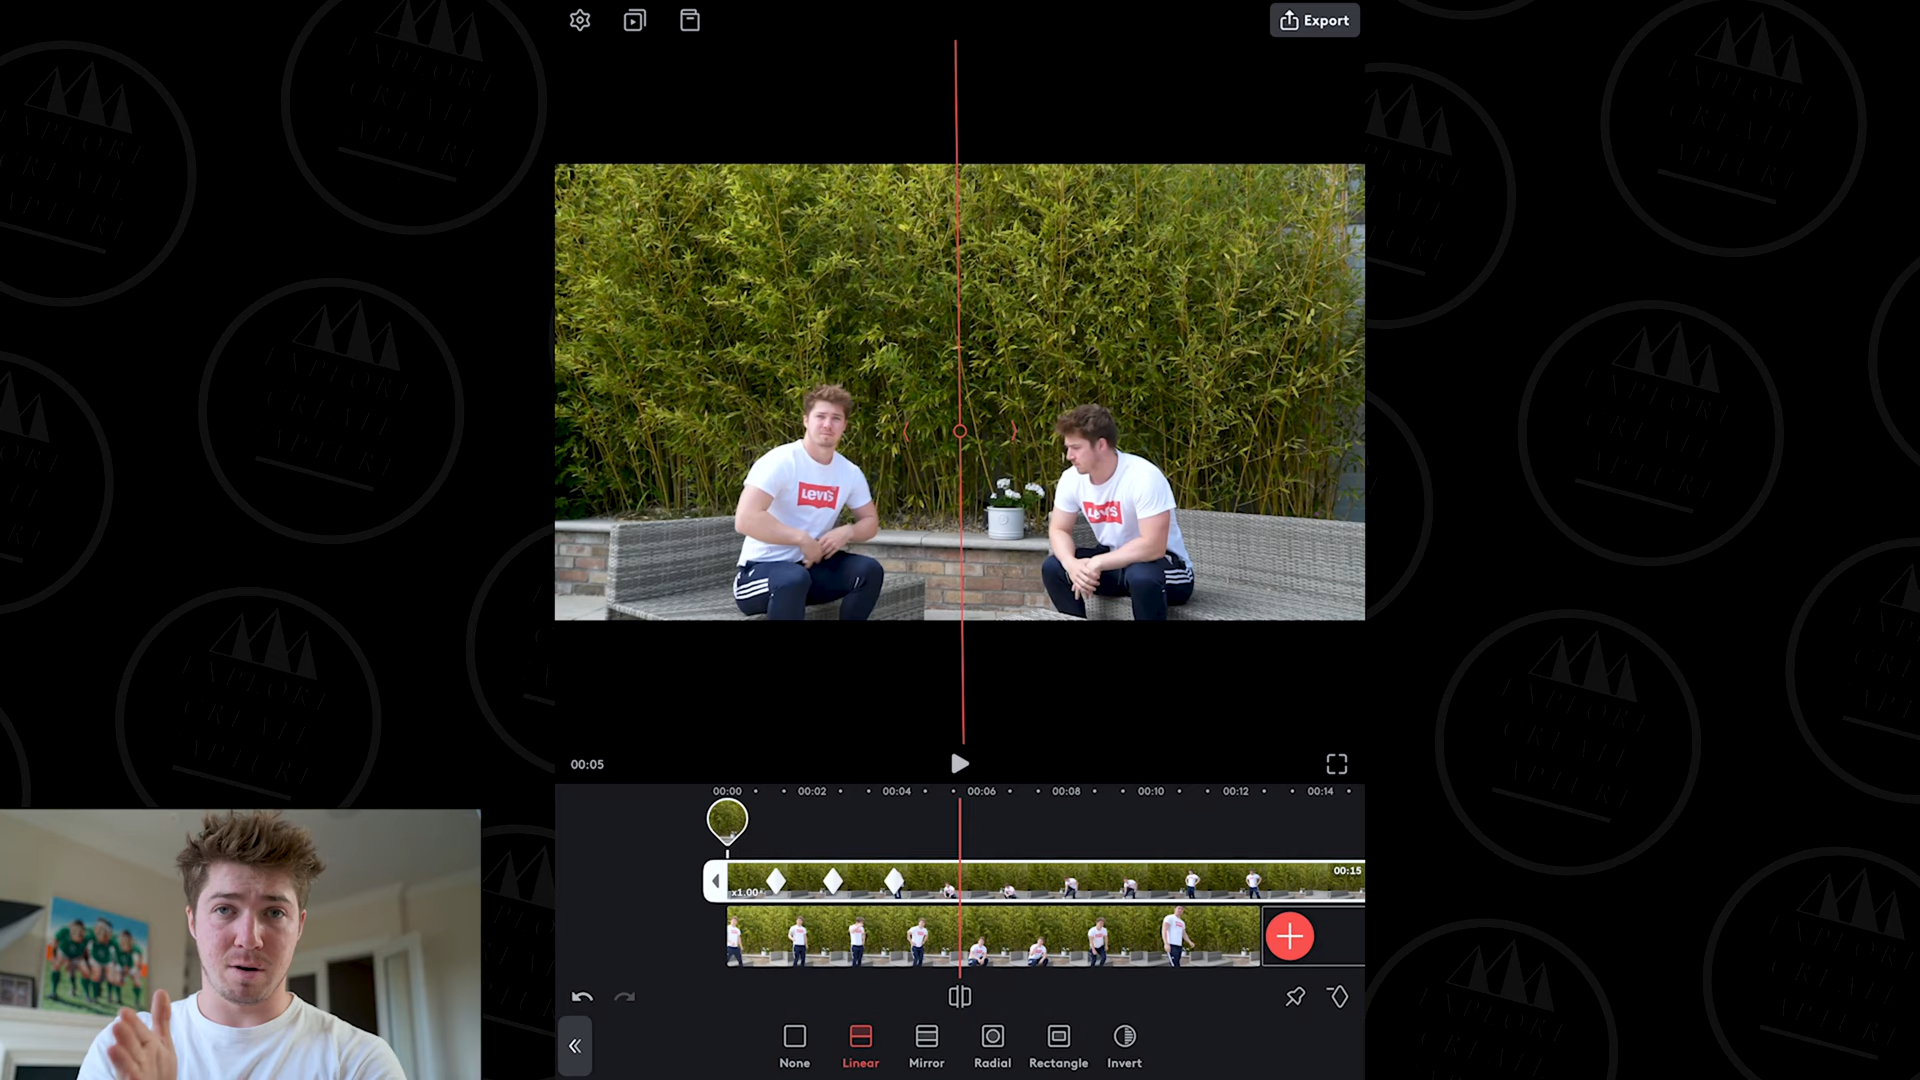 Export
LEVI'S
LEVI'S
00:05
00:00 00:02 00:04 00:06 00:08 00:10 00:12 00:14
00:15
x1.00
None Linear Mirror Radial Rectangle Invert